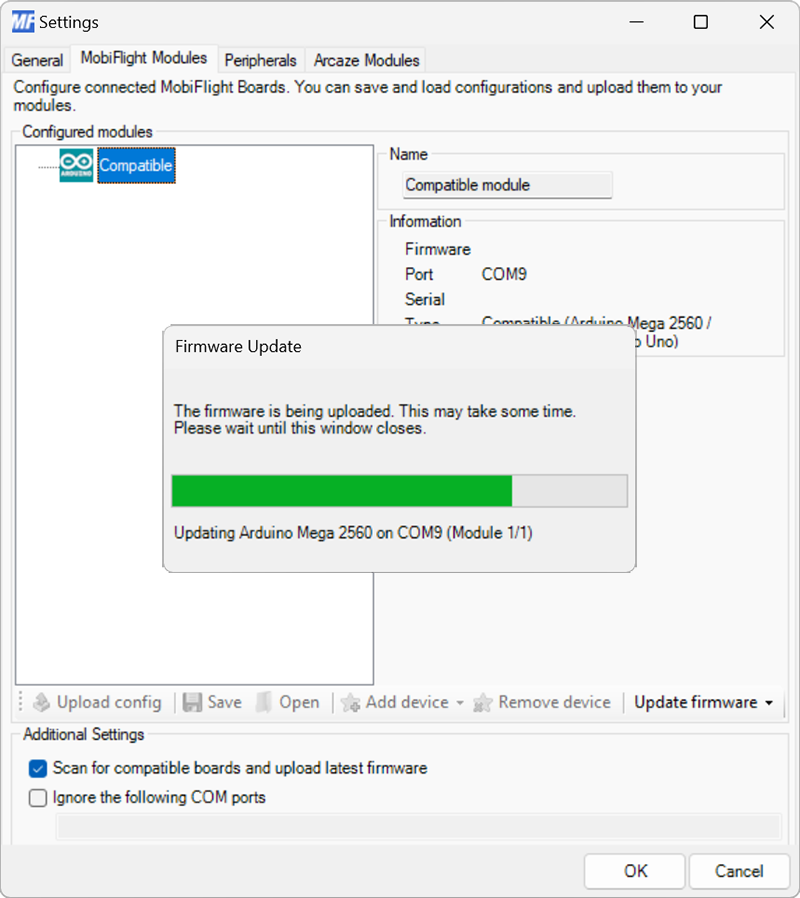 MF Settings
General MobiFlight Modules Peripherals Arcaze Modules
Configure connected MobiFlight Boards. You can save and load configurations and upload them to your
modules.
Configured modules
ARDUINO Compatible
Name
Compatible module
Information
Firmware
Port COM9
Serial
Type Compatible (Arduino Mega 2560 /
o Uno)
Firmware Update
The firmware is being uploaded. This may take some time.
Please wait until this window closes.
Updating Arduino Mega 2560 on COM9 (Module 1/1)
Upload config Save Open Add device Remove device Update firmware
Additional Settings
Scan for compatible boards and upload latest firmware
Ignore the following COM ports
OK Cancel